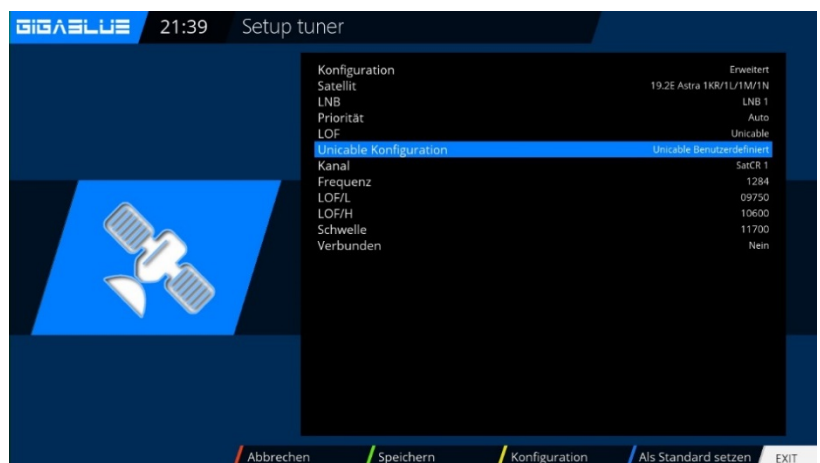 GIGABLUE 21:39 Setup tuner
Konfiguration Erweitert
Satellit 19.2E Astra 1KR/1L/1M/1N
LNB LNB 1
Priorität Auto
LOF Unicable
Unicable Konfiguration Unicable Benutzerdefiniert
Kanal SatCR 1
Frequenz 1284
LOF/L 09750
LOF/H 10600
Schwelle 11700
Verbunden Nein
Abbrechen Speichern Konfiguration Als Standard setzen EXIT